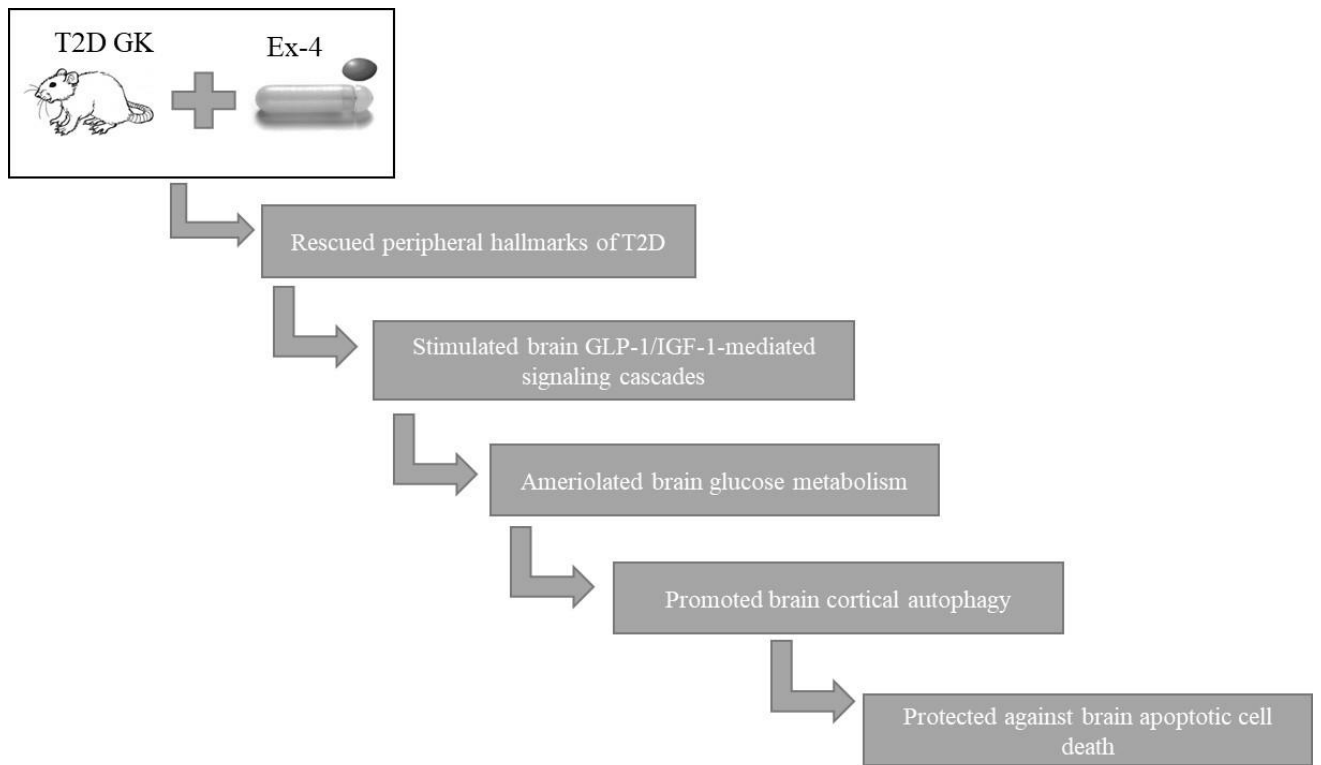 T2D GK
Ex-4
Rescued peripheral hallmarks of T2D
Stimulated brain GLP-1/IGF-1-mediated
signaling cascades
Ameriolated brain glucose metabolism
Promoted brain cortical autophagy
Protected against brain apoptotic cell
death